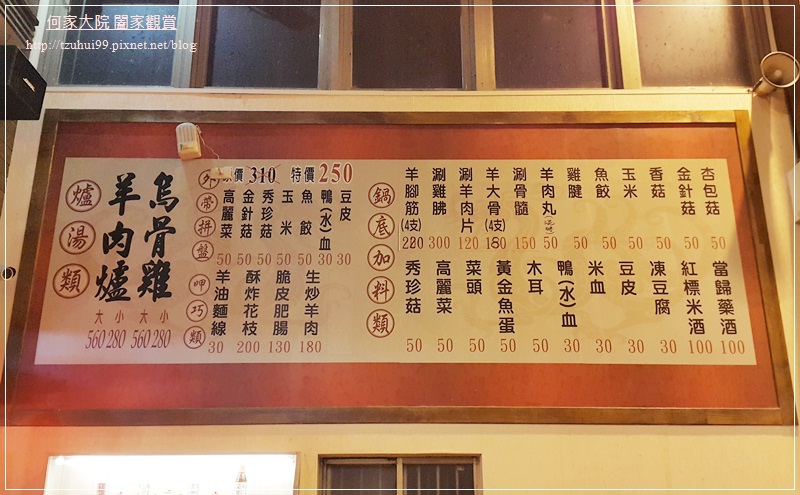 何家大院 闔家觀賞
http://tzuhui99.pixnet.net/blog
爐湯類
羊肉爐
大 小
560 280
烏骨雞
大 小
560 280
外帶拼盤
原價 310 特價 250
高麗菜 50
金針菇 50
秀珍菇 50
玉米 50
魚餃 50
鴨(水)血 30
豆皮 30
呷巧類
羊油麵線 30
酥炸花枝 200
脆皮肥腸 130
生炒羊肉 180
鍋底加料類
羊腳筋(4支) 220
涮雞胇 300
涮羊肉片 120
羊大骨(4支) 180
涮骨髓 150
羊肉丸 50
雞腱 50
魚餃 50
玉米 50
香菇 50
金針菇 50
杏包菇 50
秀珍菇 50
高麗菜 50
菜頭 50
黃金魚蛋 50
木耳 50
鴨(水)血 30
米血 30
豆皮 30
凍豆腐 30
紅標米酒 100
當歸藥酒 100